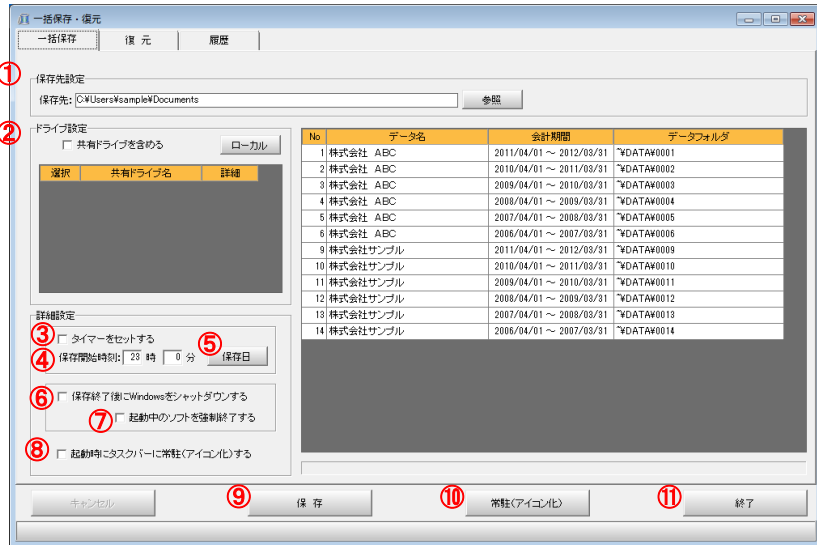 一括保存・復元
一括保存 復 元 履歴
①
保存先設定
保存先: C:¥Users¥sample¥Documents 参照
②
ドライブ設定
共有ドライブを含める ローカル
選択 共有ドライブ名 詳細
No データ名 会計期間 データフォルダ
1 株式会社 ABC 2011/04/01 ～ 2012/03/31 ~¥DATA¥0001
2 株式会社 ABC 2010/04/01 ～ 2011/03/31 ~¥DATA¥0002
3 株式会社 ABC 2009/04/01 ～ 2010/03/31 ~¥DATA¥0003
4 株式会社 ABC 2008/04/01 ～ 2009/03/31 ~¥DATA¥0004
5 株式会社 ABC 2007/04/01 ～ 2008/03/31 ~¥DATA¥0005
6 株式会社 ABC 2006/04/01 ～ 2007/03/31 ~¥DATA¥0006
9 株式会社サンプル 2011/04/01 ～ 2012/03/31 ~¥DATA¥0009
10 株式会社サンプル 2010/04/01 ～ 2011/03/31 ~¥DATA¥0010
11 株式会社サンプル 2009/04/01 ～ 2010/03/31 ~¥DATA¥0011
12 株式会社サンプル 2008/04/01 ～ 2009/03/31 ~¥DATA¥0012
13 株式会社サンプル 2007/04/01 ～ 2008/03/31 ~¥DATA¥0013
14 株式会社サンプル 2006/04/01 ～ 2007/03/31 ~¥DATA¥0014
詳細設定
③ タイマーをセットする
④ 保存開始時刻: 23 時 0 分 ⑤ 保存日
⑥ 保存終了後にWindowsをシャットダウンする
⑦ 起動中のソフトを強制終了する
⑧ 起動時にタスクバーに常駐(アイコン化)する
キャンセル ⑨ 保 存 ⑩ 常駐(アイコン化) ⑪ 終了